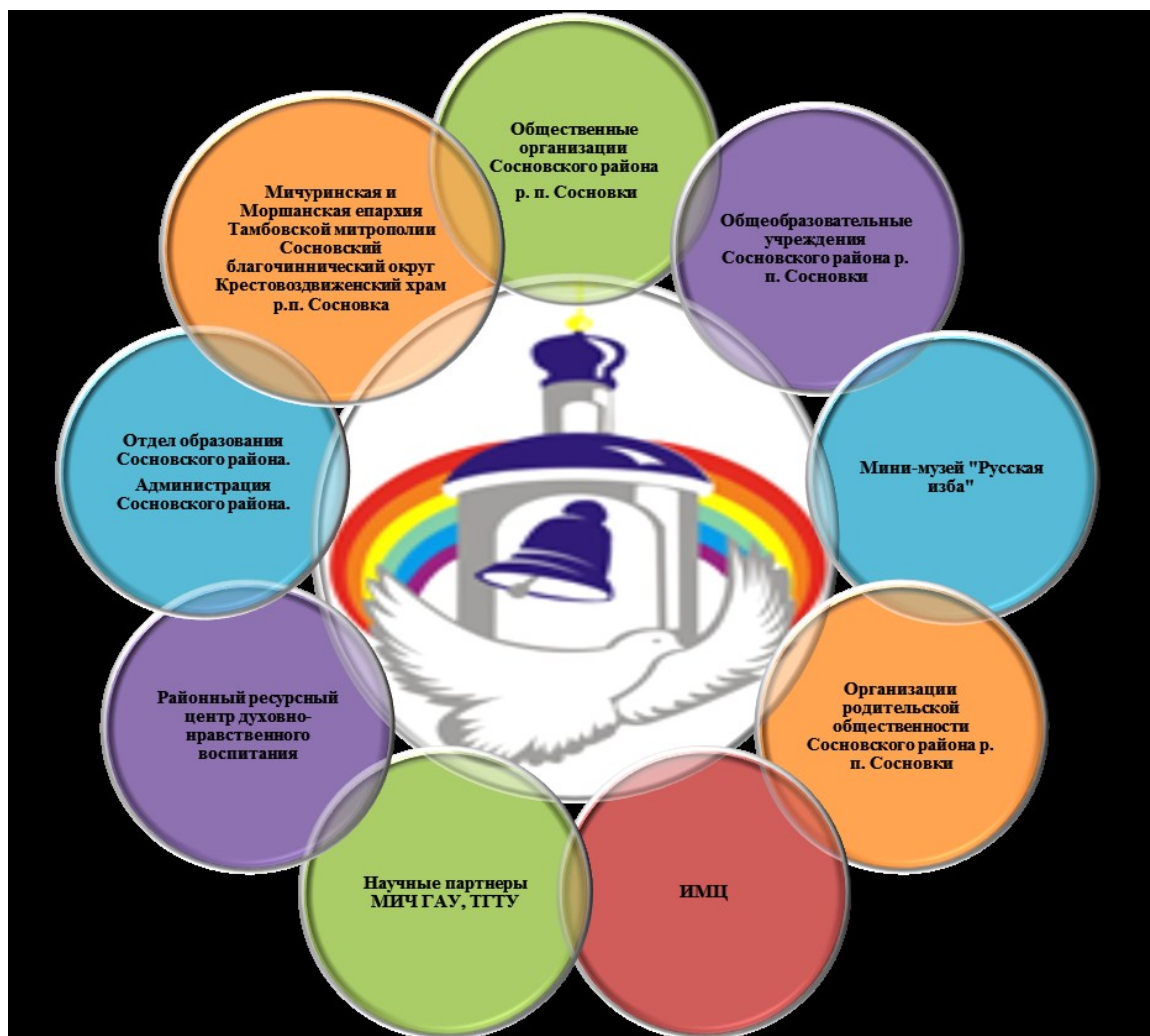 Общественные
организации
Сосновского района
р. п. Сосновки
Общеобразовательные
учреждения
Сосновского района р.
п. Сосновки
Мини-музей "Русская
изба"
Организации
родительской
общественности
Сосновского района р.
п. Сосновки
ИМЦ
Научные партнеры
МИЧ ГАУ, ТГТУ
Районный ресурсный
центр духовно-
нравственного
воспитания
Отдел образования
Сосновского района.
Администрация
Сосновского района.
Мичуринская и
Моршанская епархия
Тамбовской митрополии
Сосновский
благочиннический округ
Крестовоздвиженский храм
р.п. Сосновка